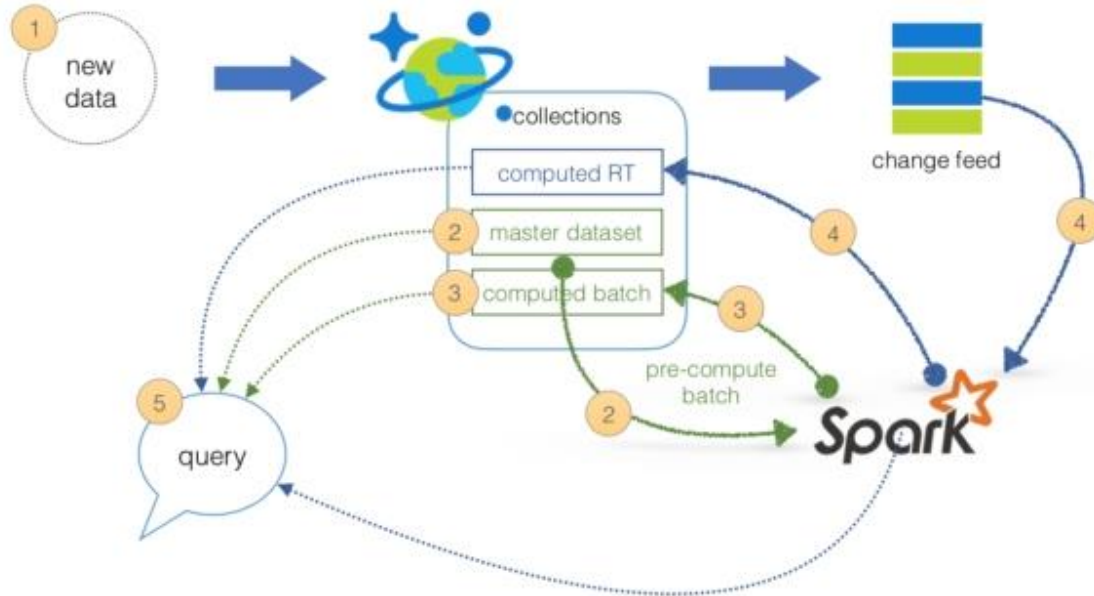 1
new
data
collections
computed RT
change feed
2
master dataset
4
4
3
computed batch
3
pre-compute
batch
2
5
query
Spark